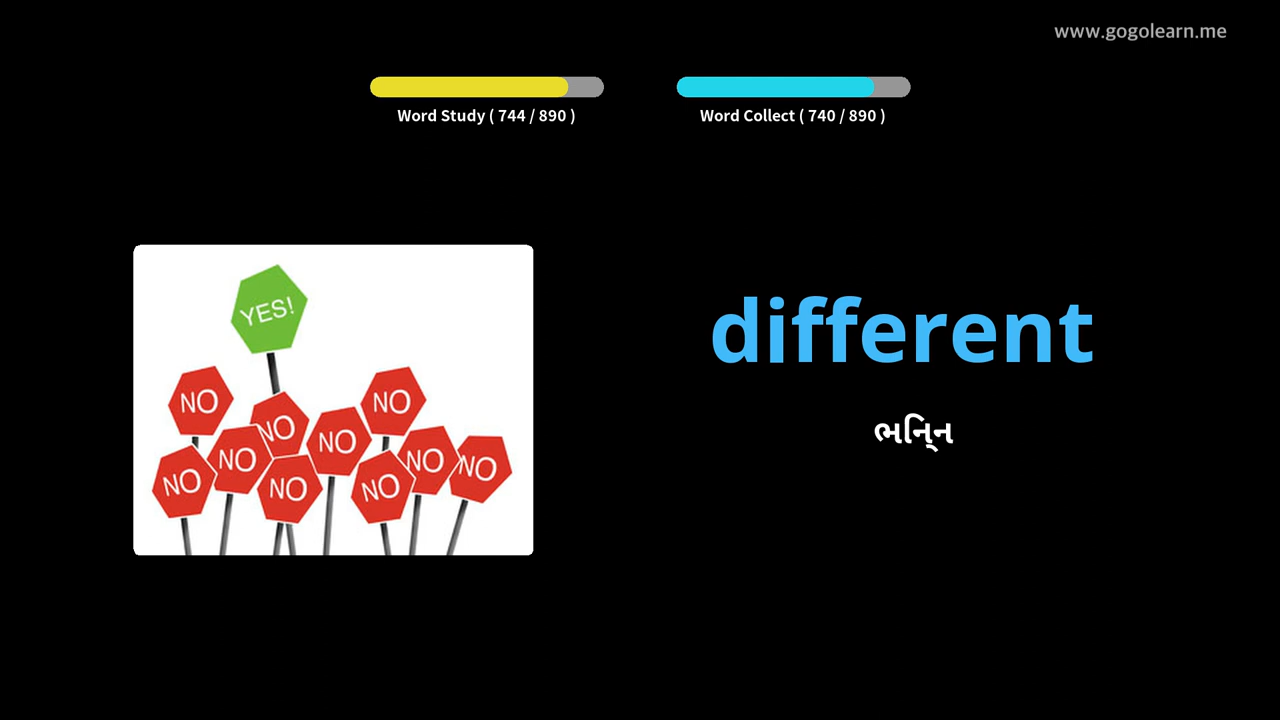 www.gogolearn.me
Word Study ( 744 / 890 )
Word Collect ( 740 / 890 )
YES!
NO
NO
NO
NO
NO
NO
NO
NO
NO
NO
different
ભિન્ન